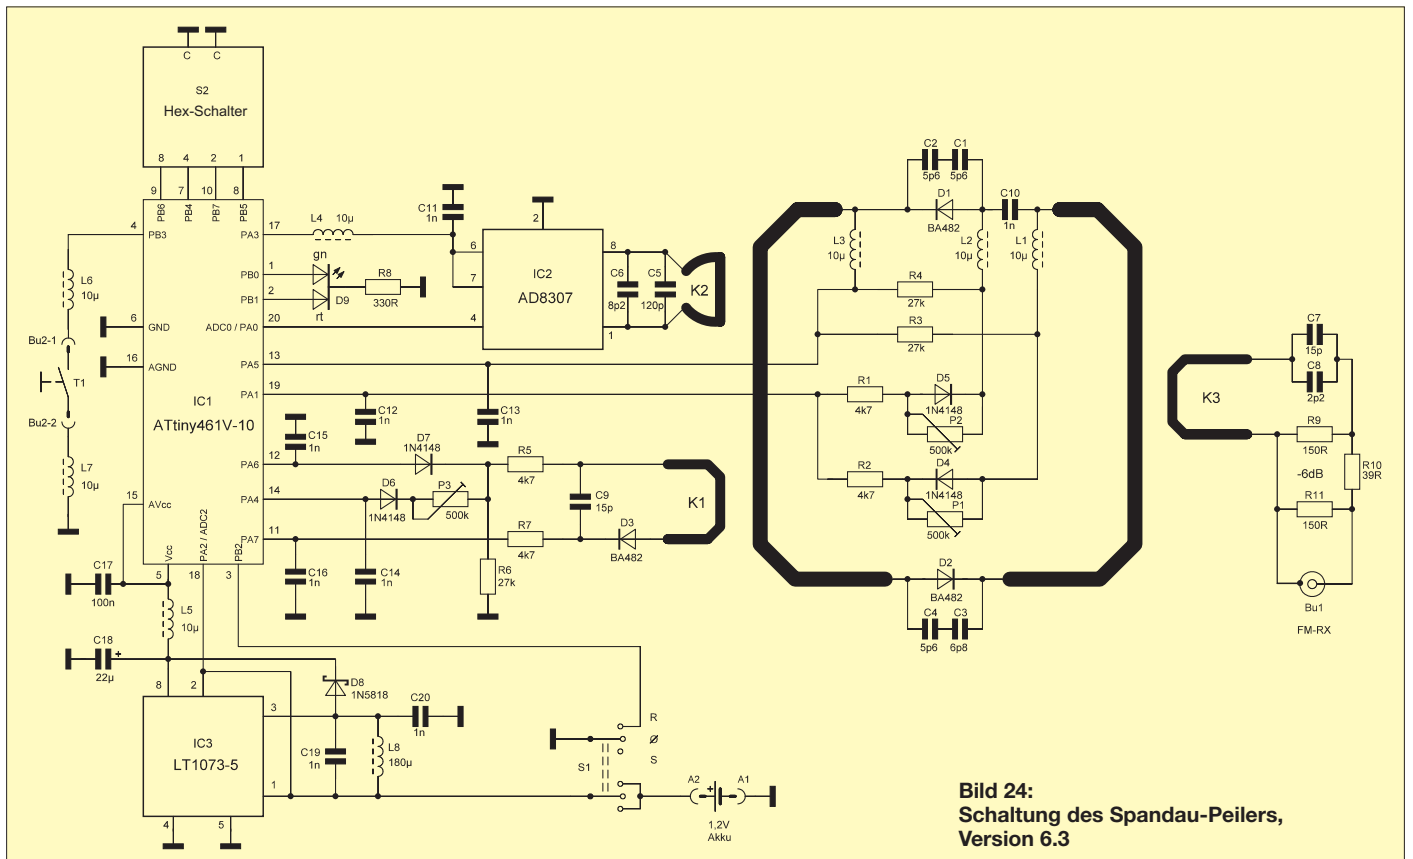 C C
S2
Hex-Schalter
8 4 2 1
9 7 10 8
PB6 PB4 PB7 PB5
4 PB3
PA3 17
PB0 1
PB1 2
6 GND
ADC0 / PA0 20
16 AGND
PA5 13
PA1 19
IC1
ATtiny461V-10
PA6 12
PA4 14
15 AVcc
PA7 11
Vcc PA2 / ADC2 PB2
5 18 3
L6
10µ
Bu2-1
T1
Bu2-2
L7
10µ
C17
100n
L5
10µ
C18
+
22µ
8 2
IC3
LT1073-5
3
1
4 5
L4 10µ
gn
D9
rt
R8
330R
C11
1n
2
6 8
IC2
7
AD8307
4 1
C6
8p2
C5
120p
K2
C12
1n
C13
1n
C15
1n
D7
1N4148
D6
1N4148
P3
500k
R5
4k7
C9
15p
R7
4k7
D3
BA482
K1
C16
1n
C14
1n
R6
27k
D8
1N5818
C20
1n
C19
1n
L8
180µ
R
ø
S
S1
A2 + A1
1,2V
Akku
C2 C1
5p6 5p6
D1
BA482
C10
1n
L3
10µ
L2
10µ
L1
10µ
R4
27k
R3
27k
R1
4k7
D5
1N4148
P2
500k
R2
4k7
D4
1N4148
P1
500k
D2
BA482
C4 C3
5p6 6p8
K3
C7
15p
C8
2p2
R9
150R
-6dB
R10
39R
R11
150R
Bu1
FM-RX
Bild 24:
Schaltung des Spandau-Peilers,
Version 6.3